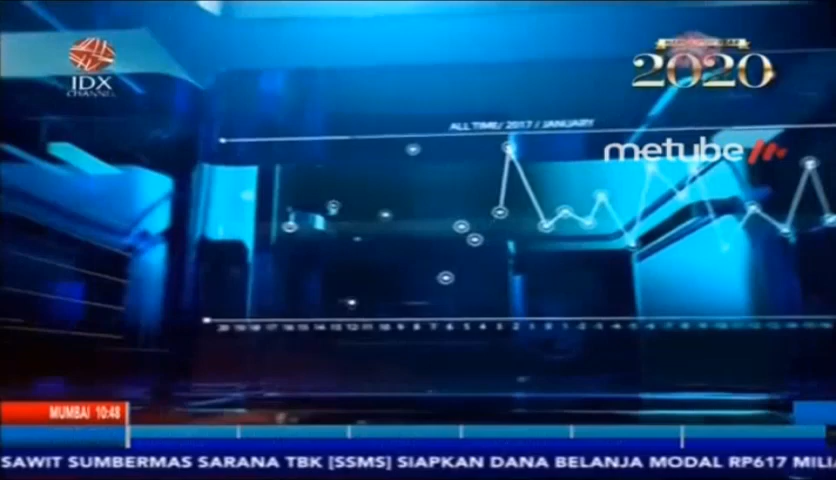 IDX
CHANNEL
2020
ALL TIME/ 2017 / JANUARY
metube
MUMBAI 10:48
SAWIT SUMBERMAS SARANA TBK [SSMS] SIAPKAN DANA BELANJA MODAL RP617 MILI